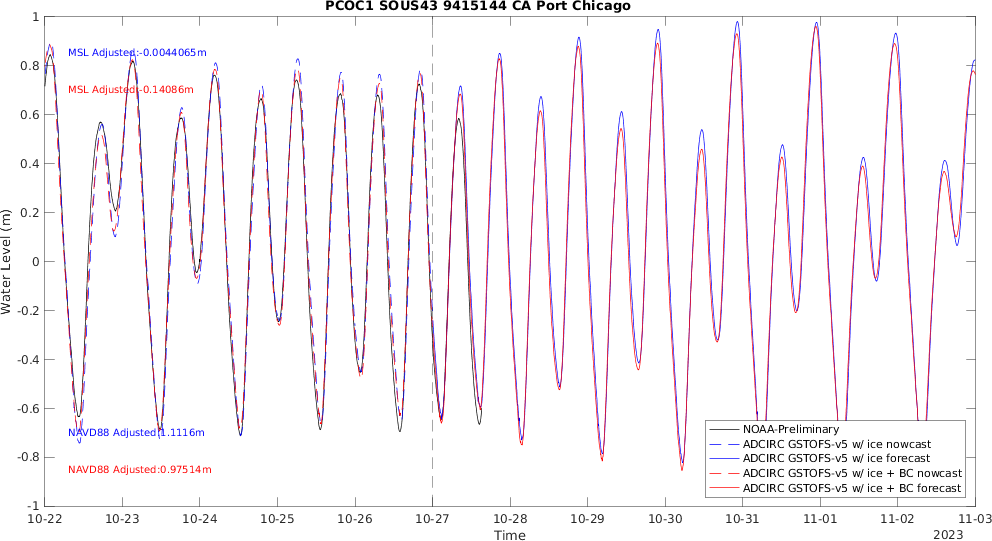 PCOC1 SOUS43 9415144 CA Port Chicago
1
0.8
0.6
0.4
0.2
0
-0.2
-0.4
-0.6
-0.8
-1
Water Level (m)
MSL Adjusted:-0.0044065m
MSL Adjusted:-0.14086m
NAVD88 Adjusted:1.1116m
NAVD88 Adjusted:0.97514m
NOAA-Preliminary
ADCIRC GSTOFS-v5 w/ ice nowcast
ADCIRC GSTOFS-v5 w/ ice forecast
ADCIRC GSTOFS-v5 w/ ice + BC nowcast
ADCIRC GSTOFS-v5 w/ ice + BC forecast
10-22 10-23 10-24 10-25 10-26 10-27 10-28 10-29 10-30 10-31 11-01 11-02 11-03
Time
2023